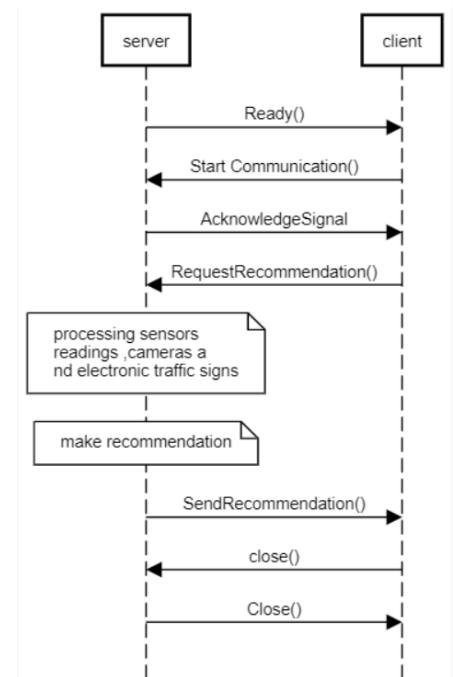 server
client
Ready()
Start Communication()
AcknowledgeSignal
RequestRecommendation()
processing sensors
readings ,cameras a
nd electronic traffic signs
make recommendation
SendRecommendation()
close()
Close()